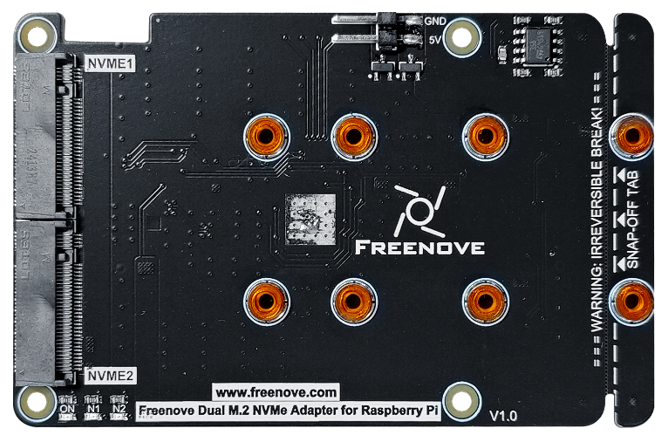 GND
5V
NVME1
FREENOVE
=== WARNING: IRREVERSIBLE BREAK! ===
SNAP-OFF TAB
NVME2
ON N1 N2
www.freenove.com
Freenove Dual M.2 NVMe Adapter for Raspberry Pi
V1.0